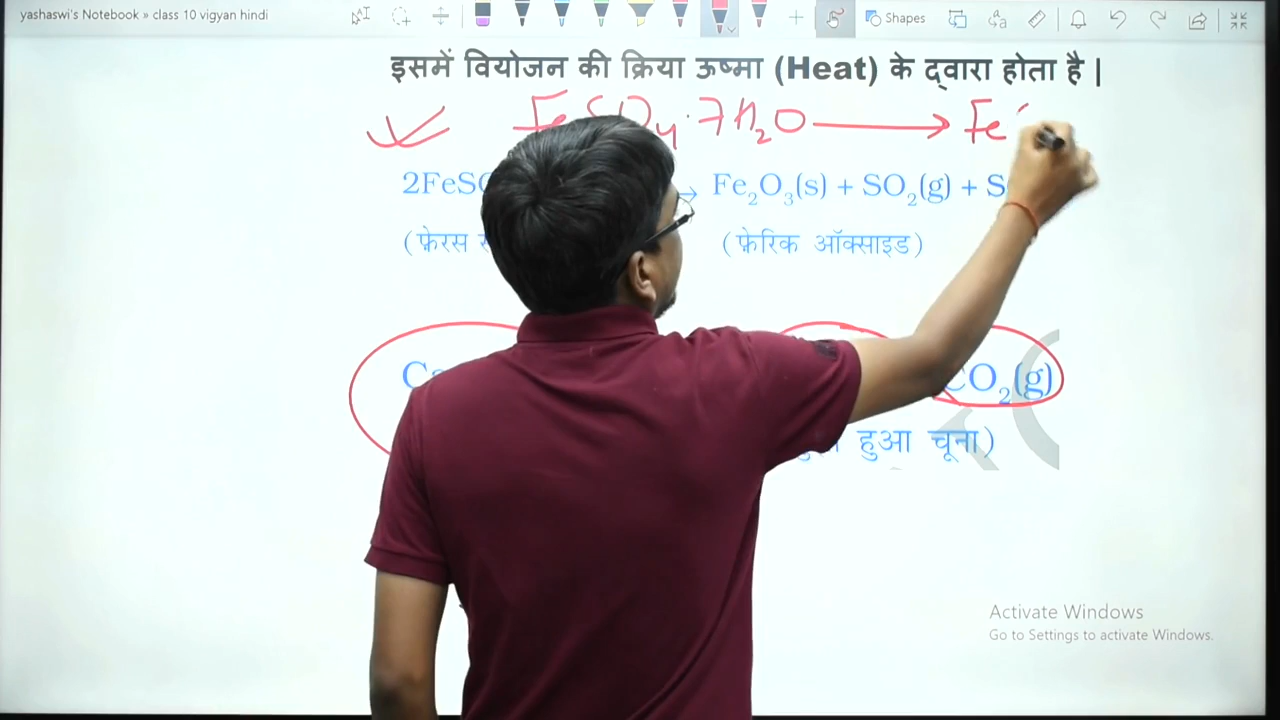 yashaswi's Notebook » class 10 vigyan hindi
Shapes
इसमें वियोजन की क्रिया ऊष्मा (Heat) के द्वारा होता है |
FeSO4·7H2O → Fe
2FeS → Fe₂O₃(s) + SO₂(g) + S
(फ़ेरस (फ़ेरिक ऑक्साइड)
CO₂(g)
हुआ चूना)
Activate Windows
Go to Settings to activate Windows.